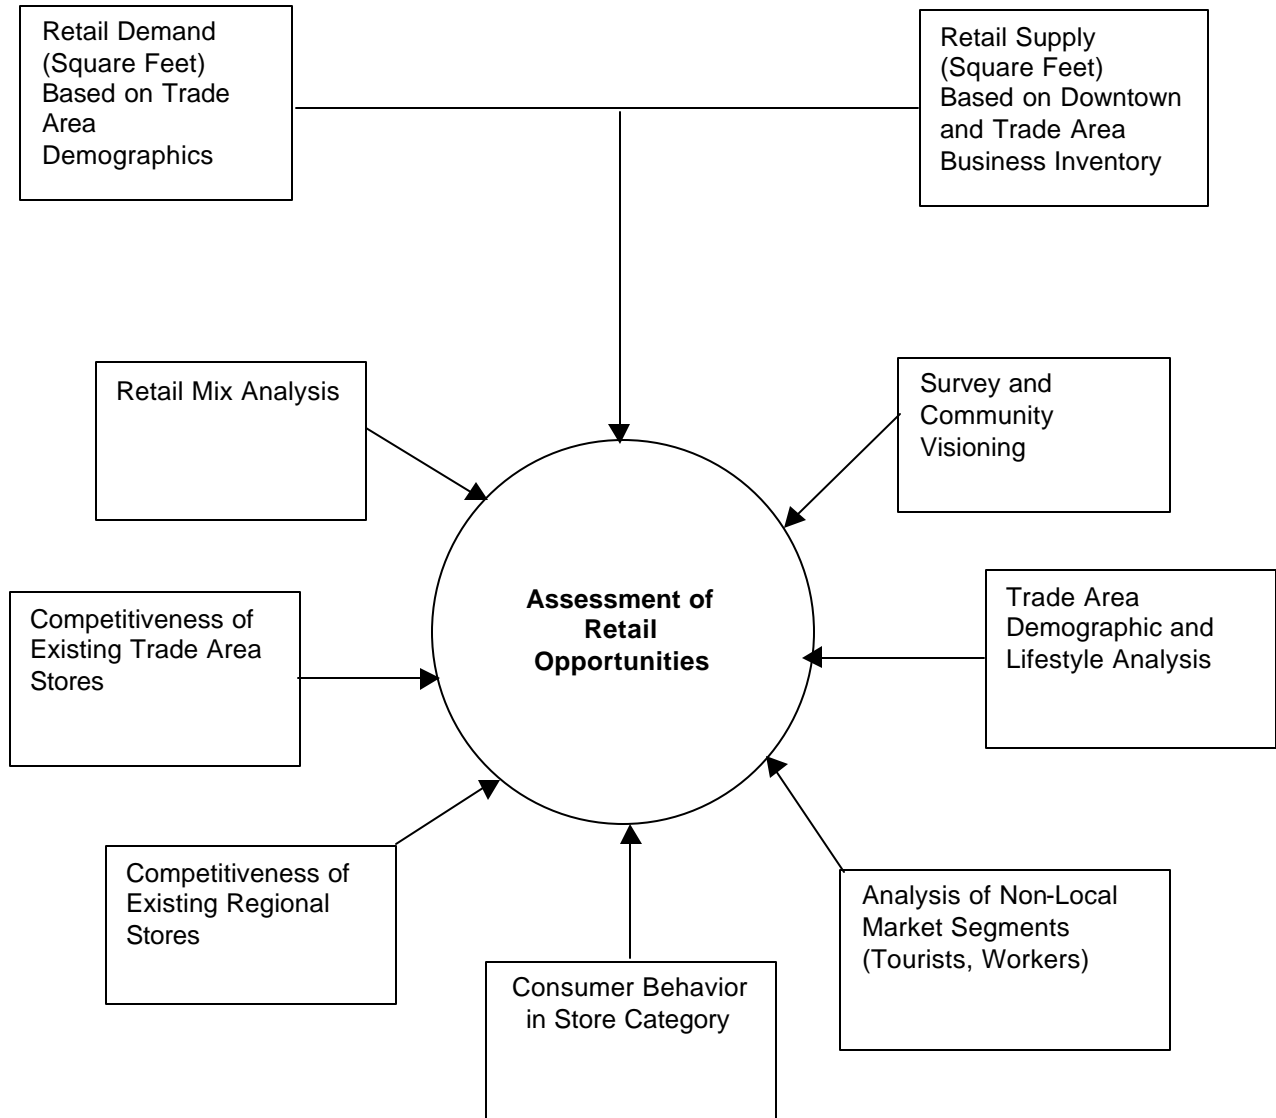 Retail Demand
(Square Feet)
Based on Trade
Area
Demographics
Retail Supply
(Square Feet)
Based on Downtown
and Trade Area
Business Inventory
Retail Mix Analysis
Survey and
Community
Visioning
Assessment of
Retail
Opportunities
Competitiveness of
Existing Trade Area
Stores
Trade Area
Demographic and
Lifestyle Analysis
Competitiveness of
Existing Regional
Stores
Consumer Behavior
in Store Category
Analysis of Non-Local
Market Segments
(Tourists, Workers)